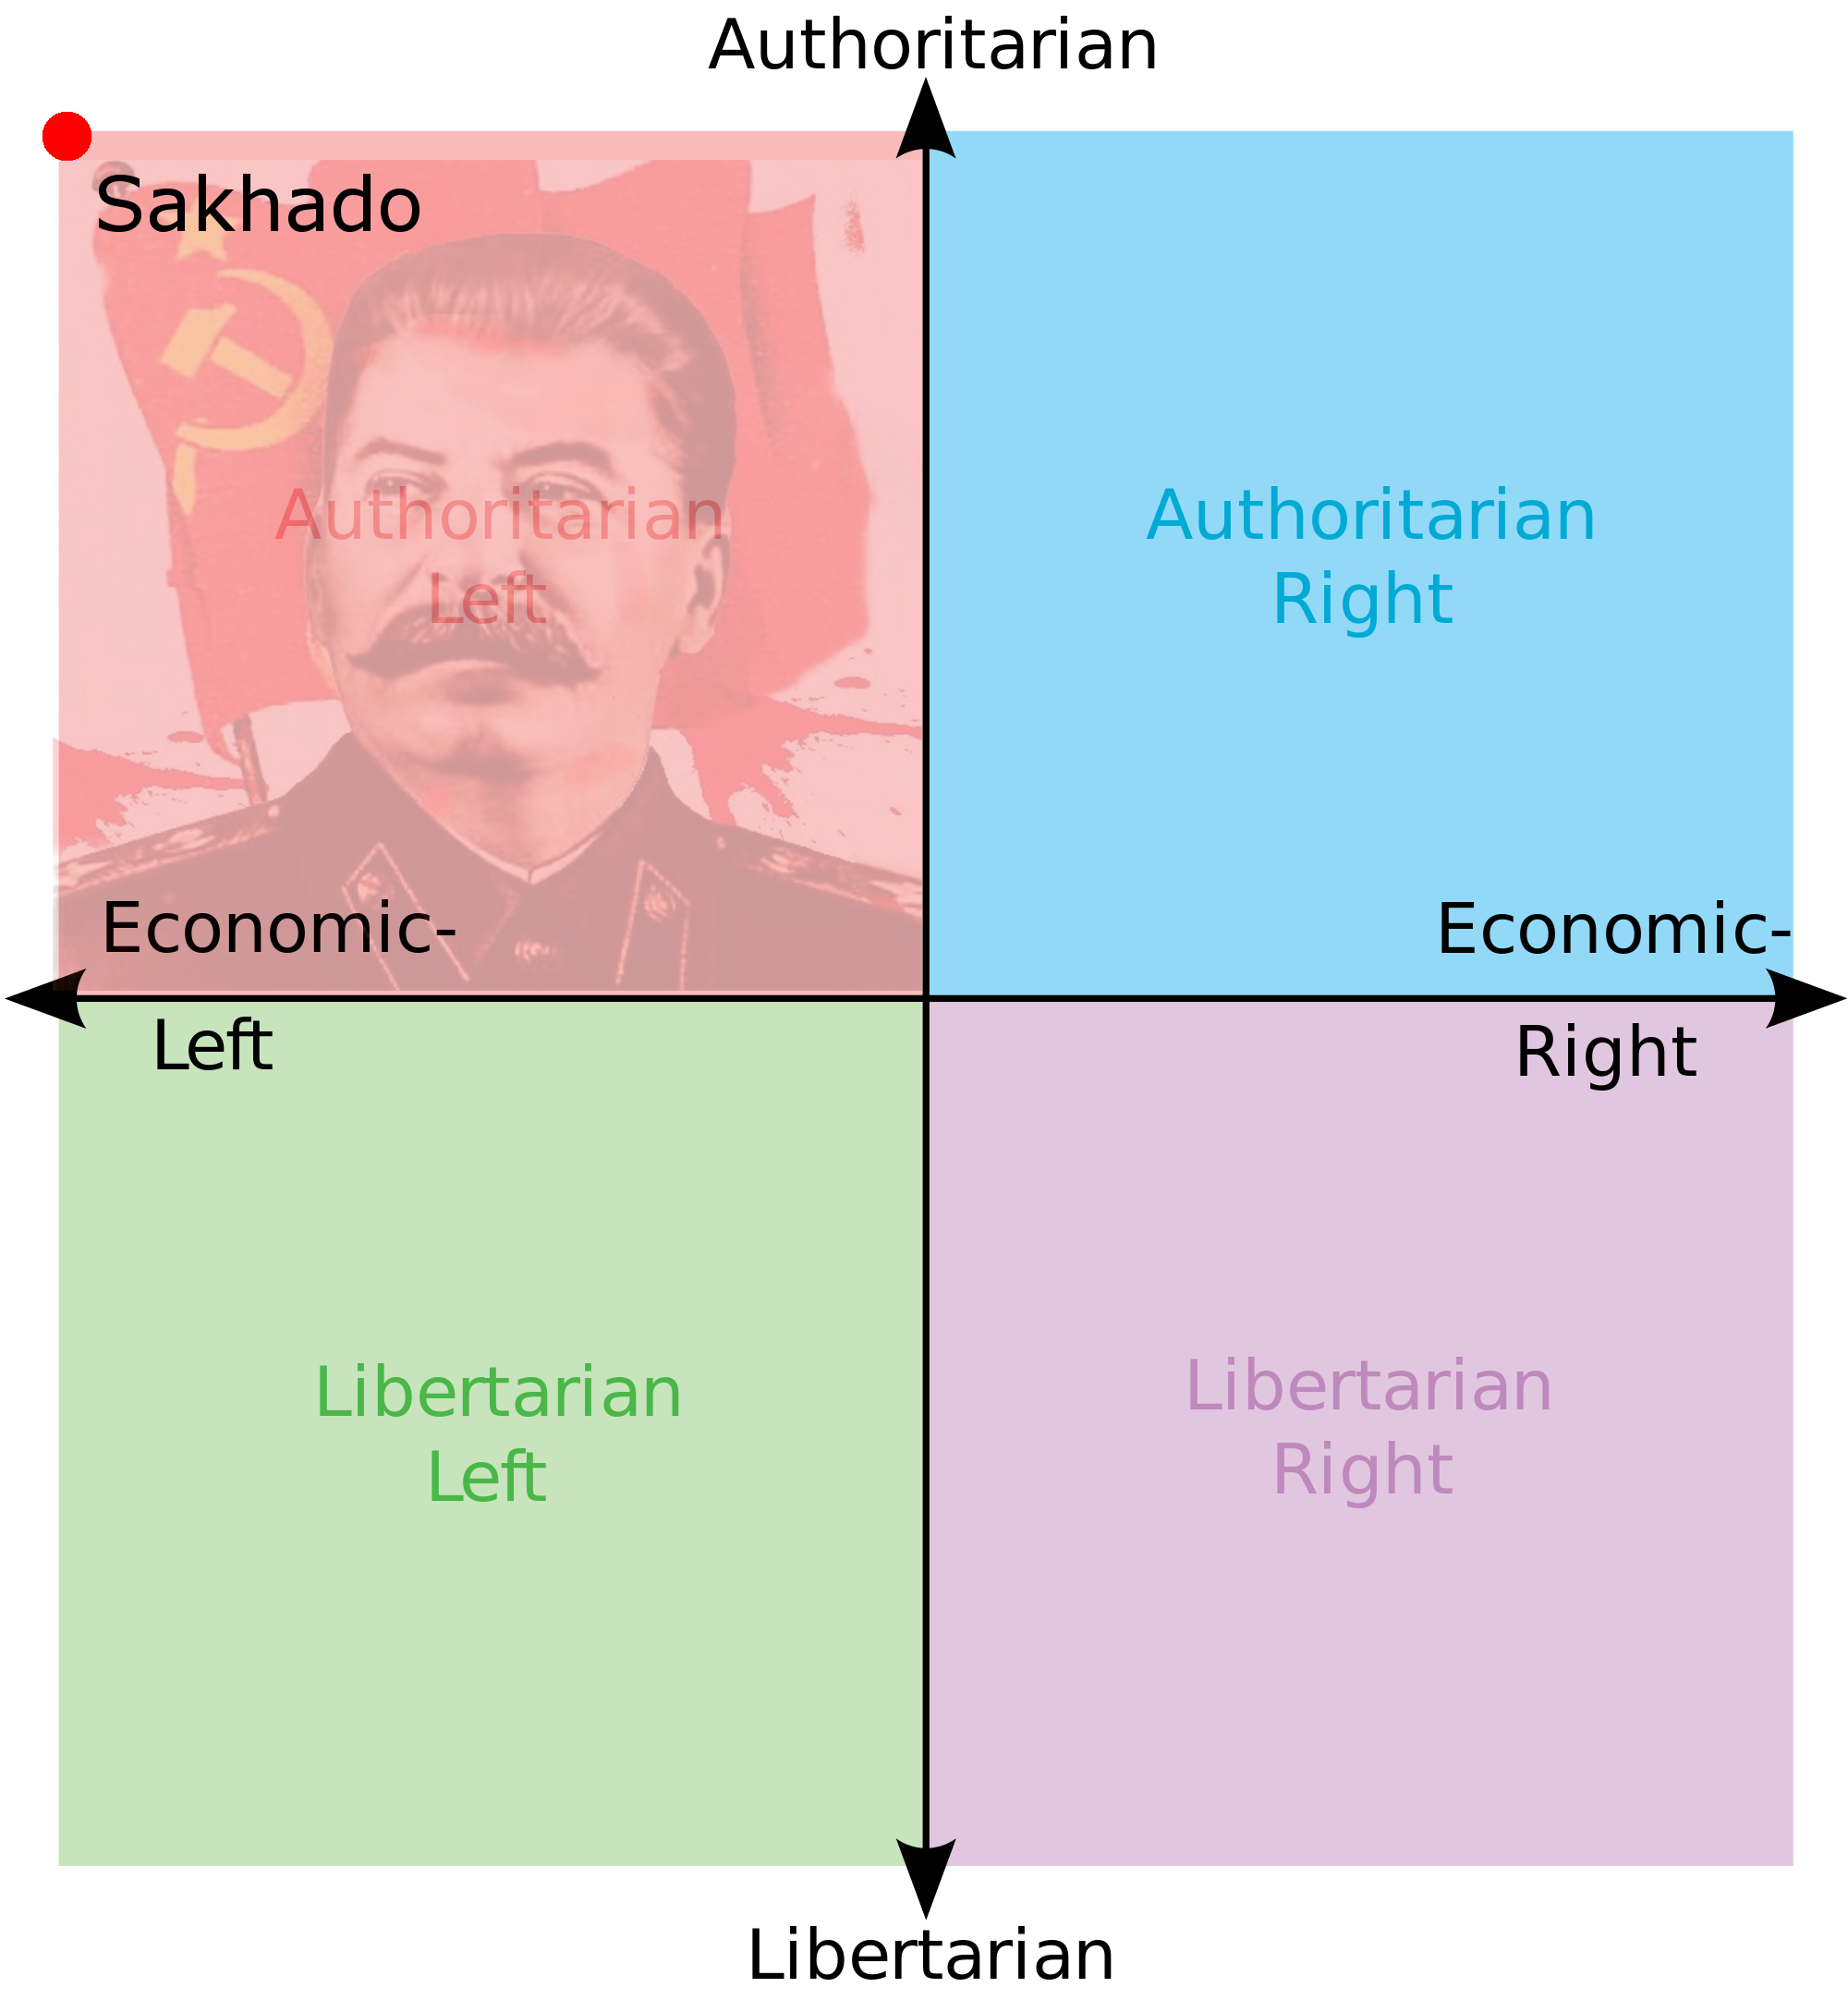 Authoritarian
Sakhado
Authoritarian
Left
Authoritarian
Right
Economic-
Left
Economic-
Right
Libertarian
Left
Libertarian
Right
Libertarian